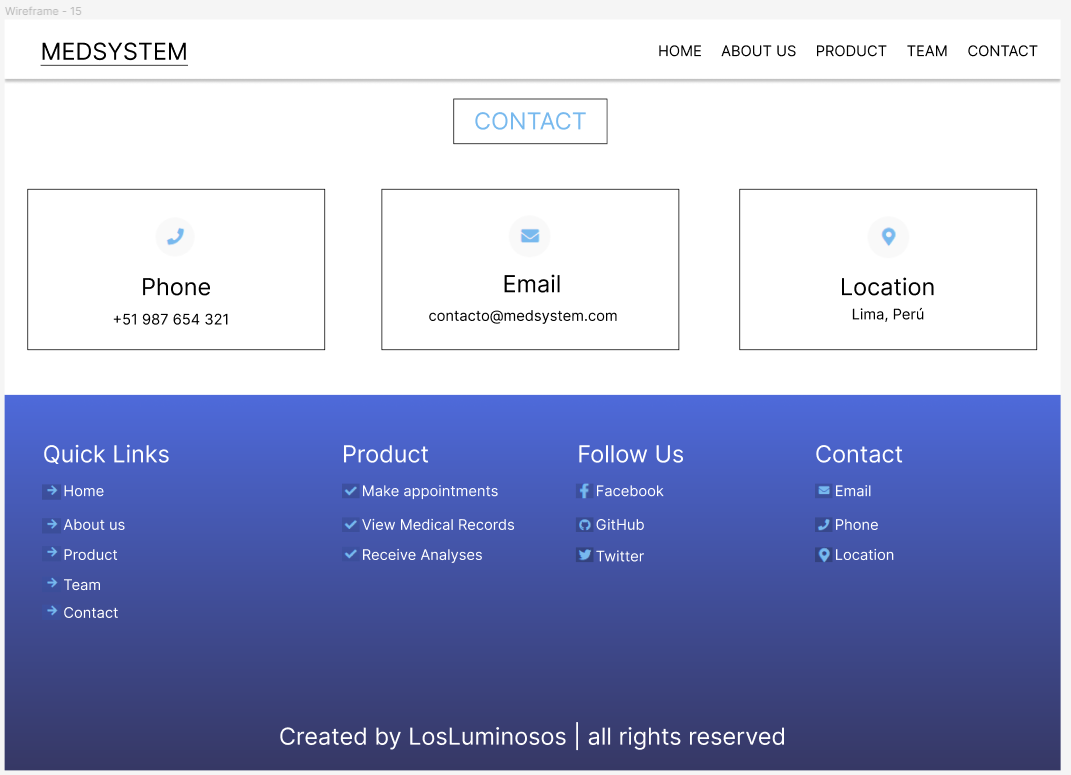 Wireframe - 15
MEDSYSTEM
HOME ABOUT US PRODUCT TEAM CONTACT
CONTACT
Phone
+51 987 654 321
Email
contacto@medsystem.com
Location
Lima, Perú
Quick Links
Home
About us
Product
Team
Contact
Product
Make appointments
View Medical Records
Receive Analyses
Follow Us
Facebook
GitHub
Twitter
Contact
Email
Phone
Location
Created by LosLuminosos | all rights reserved